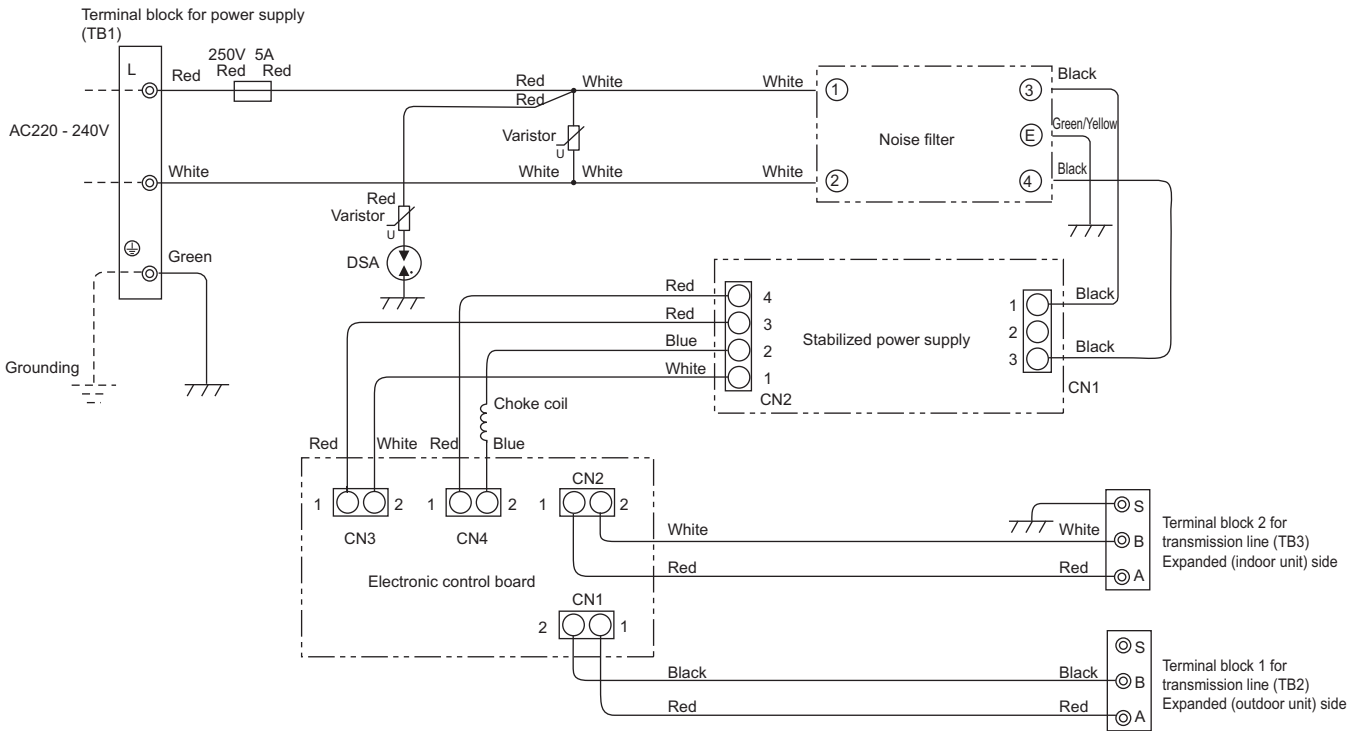 Terminal block for power supply
(TB1)
250V 5A
L
Red
Red Red
Red White White
Red
Black
1
3
AC220 - 240V
Varistor
U
Noise filter
Green/Yellow
E
White
White White White
2
4
Black
Red
Varistor
U
Green
DSA
Red
4
1
Black
Red
3
2
Stabilized power supply
Blue
2
3
Black
White
1
CN2
CN1
Grounding
Choke coil
Red White Red Blue
CN2
1 2
1 2
1 2
CN3
CN4
White
White
S
B
A
Terminal block 2 for
transmission line (TB3)
Expanded (indoor unit) side
Red
Red
Electronic control board
CN1
2 1
Black
Black
Red
Red
S
B
A
Terminal block 1 for
transmission line (TB2)
Expanded (outdoor unit) side